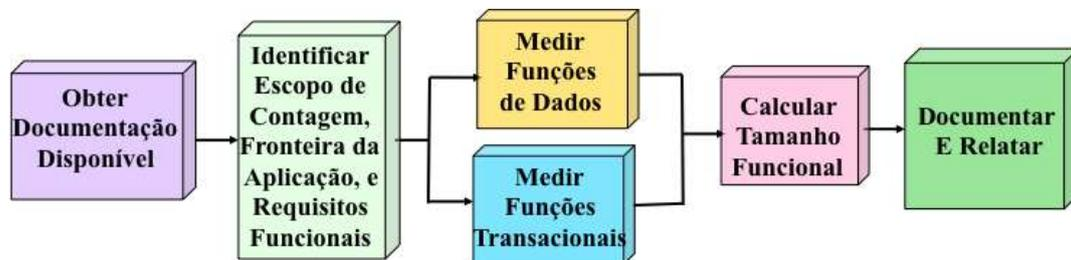 Obter
Documentação
Disponível
Identificar
Escopo de
Contagem,
Fronteira da
Aplicação, e
Requisitos
Funcionais
Medir
Funções
de Dados
Medir
Funções
Transacionais
Calcular
Tamanho
Funcional
Documentar
E Relatar